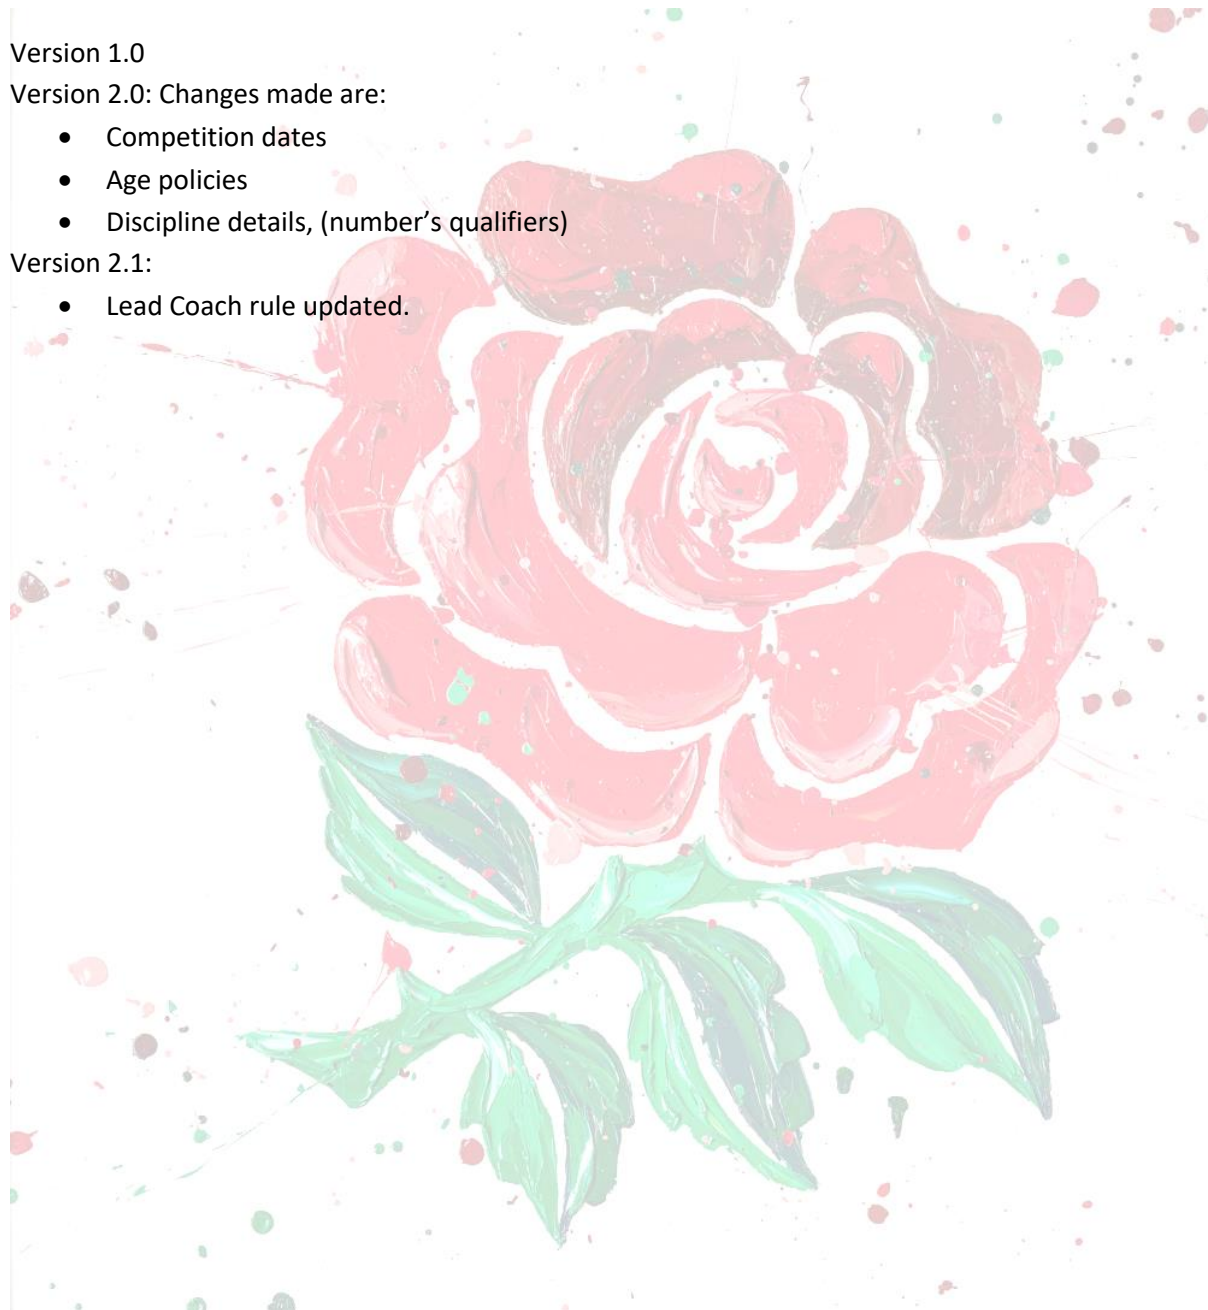 Version 1.0
Version 2.0: Changes made are:
• Competition dates
• Age policies
• Discipline details, (number’s qualifiers)
Version 2.1:
• Lead Coach rule updated.